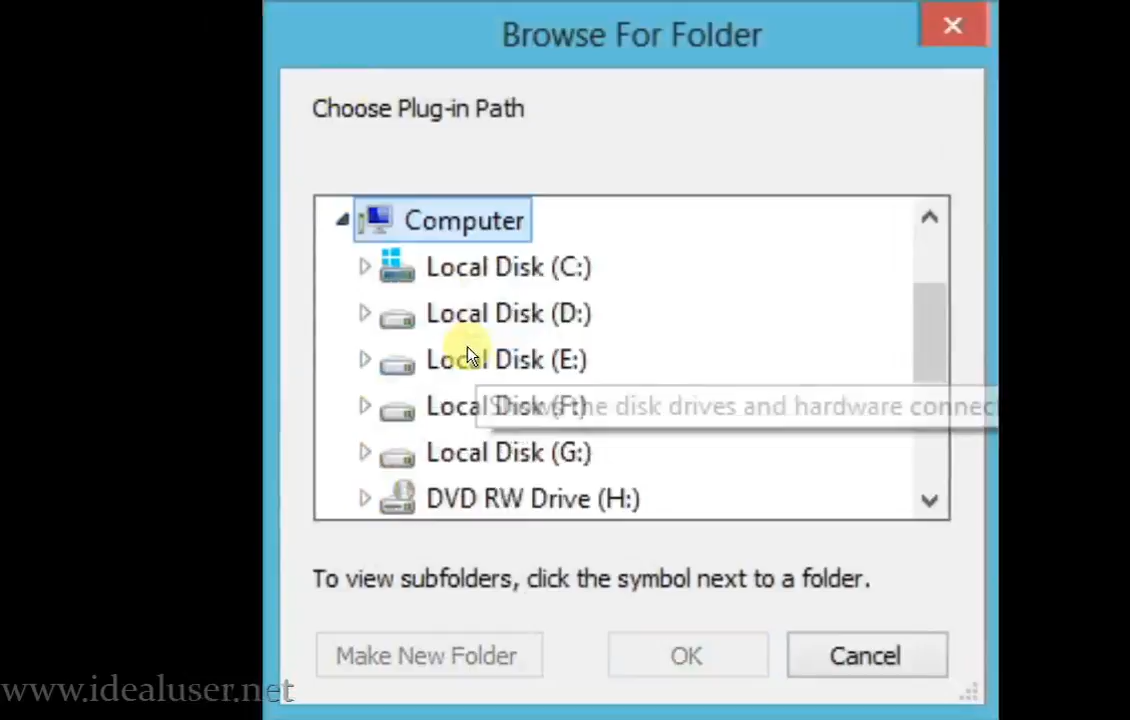 Browse For Folder
Choose Plug-in Path
Computer
Local Disk (C:)
Local Disk (D:)
Local Disk (E:)
Local Disk (F:)
Shows the disk drives and hardware connect
Local Disk (G:)
DVD RW Drive (H:)
To view subfolders, click the symbol next to a folder.
Make New Folder
OK
Cancel
www.idealuser.net